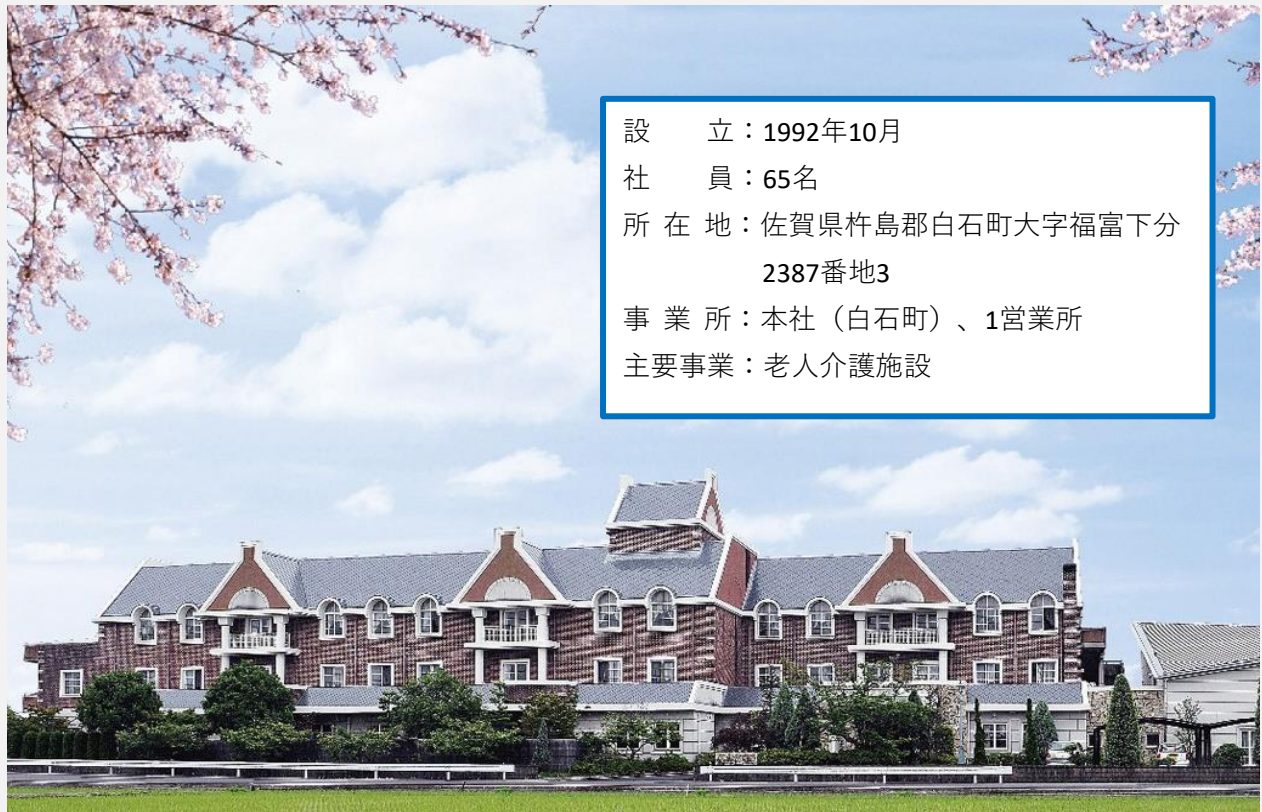 設　　立：1992年10月
社　　員：65名
所 在 地：佐賀県杵島郡白石町大字福富下分
2387番地3
事 業 所：本社（白石町）、1営業所
主要事業：老人介護施設